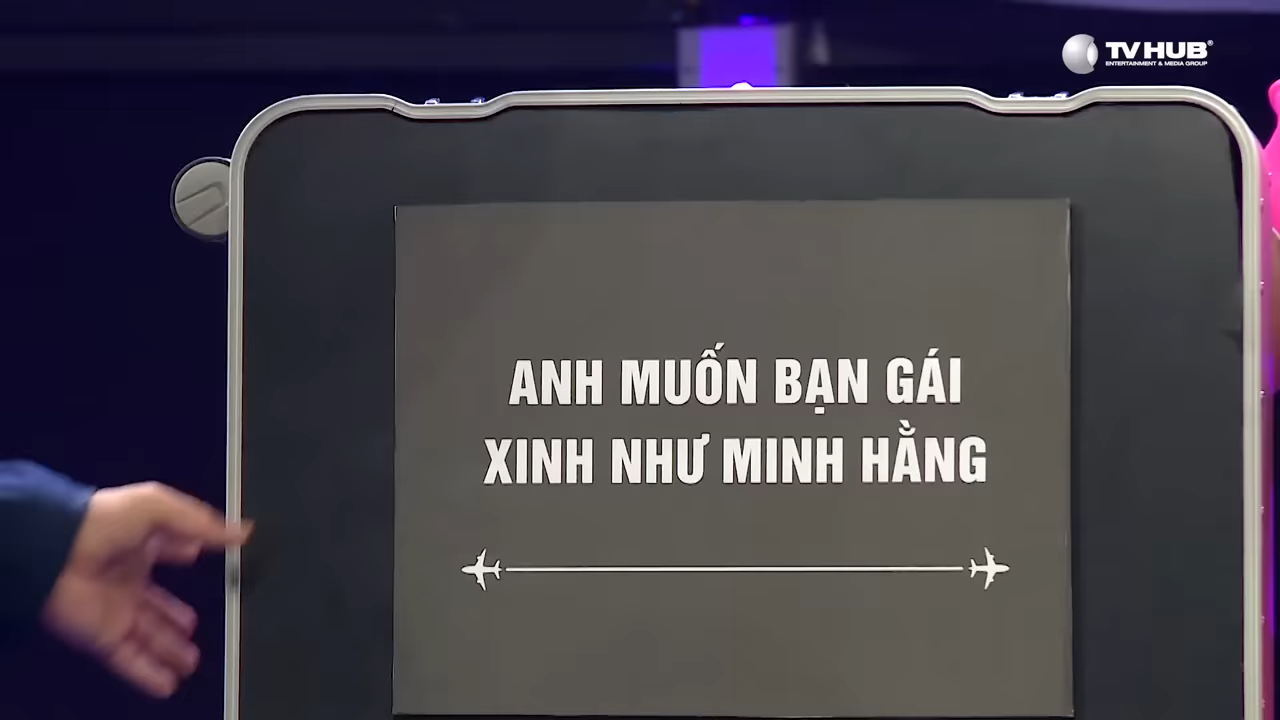 TV HUB®
ENTERTAINMENT & MEDIA GROUP
ANH MUỐN BẠN GÁI
XINH NHƯ MINH HẰNG